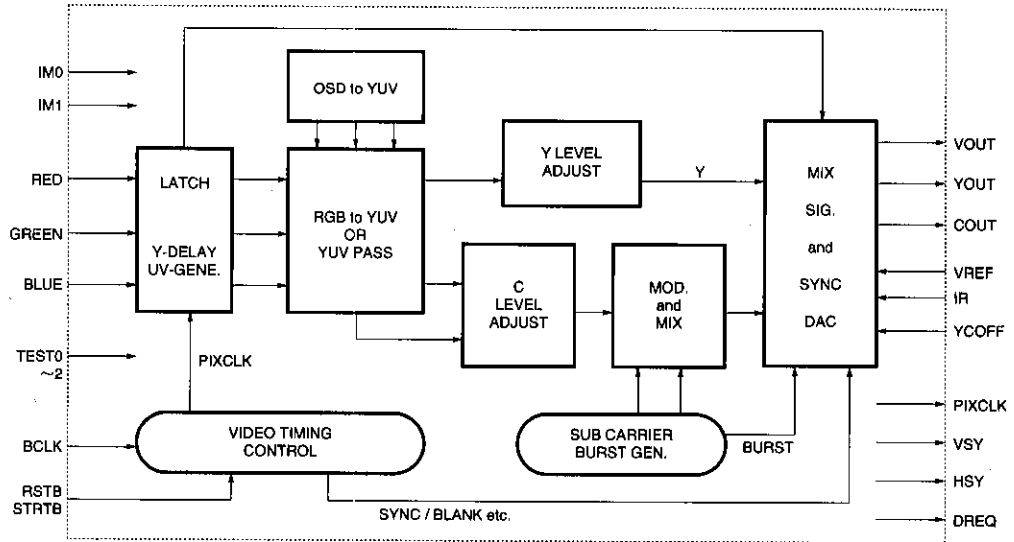 IM0
IM1
RED
GREEN
BLUE
TEST0
~2
BCLK
RSTB
STRTB
LATCH
Y-DELAY
UV-GENE.
PIXCLK
OSD to YUV
RGB to YUV
OR
YUV PASS
Y LEVEL
ADJUST
Y
C
LEVEL
ADJUST
MOD.
and
MIX
MIX
SIG.
and
SYNC
DAC
VIDEO TIMING
CONTROL
SUB CARRIER
BURST GEN.
BURST
SYNC / BLANK etc.
VOUT
YOUT
COUT
VREF
IR
YCOFF
PIXCLK
VSY
HSY
DREQ